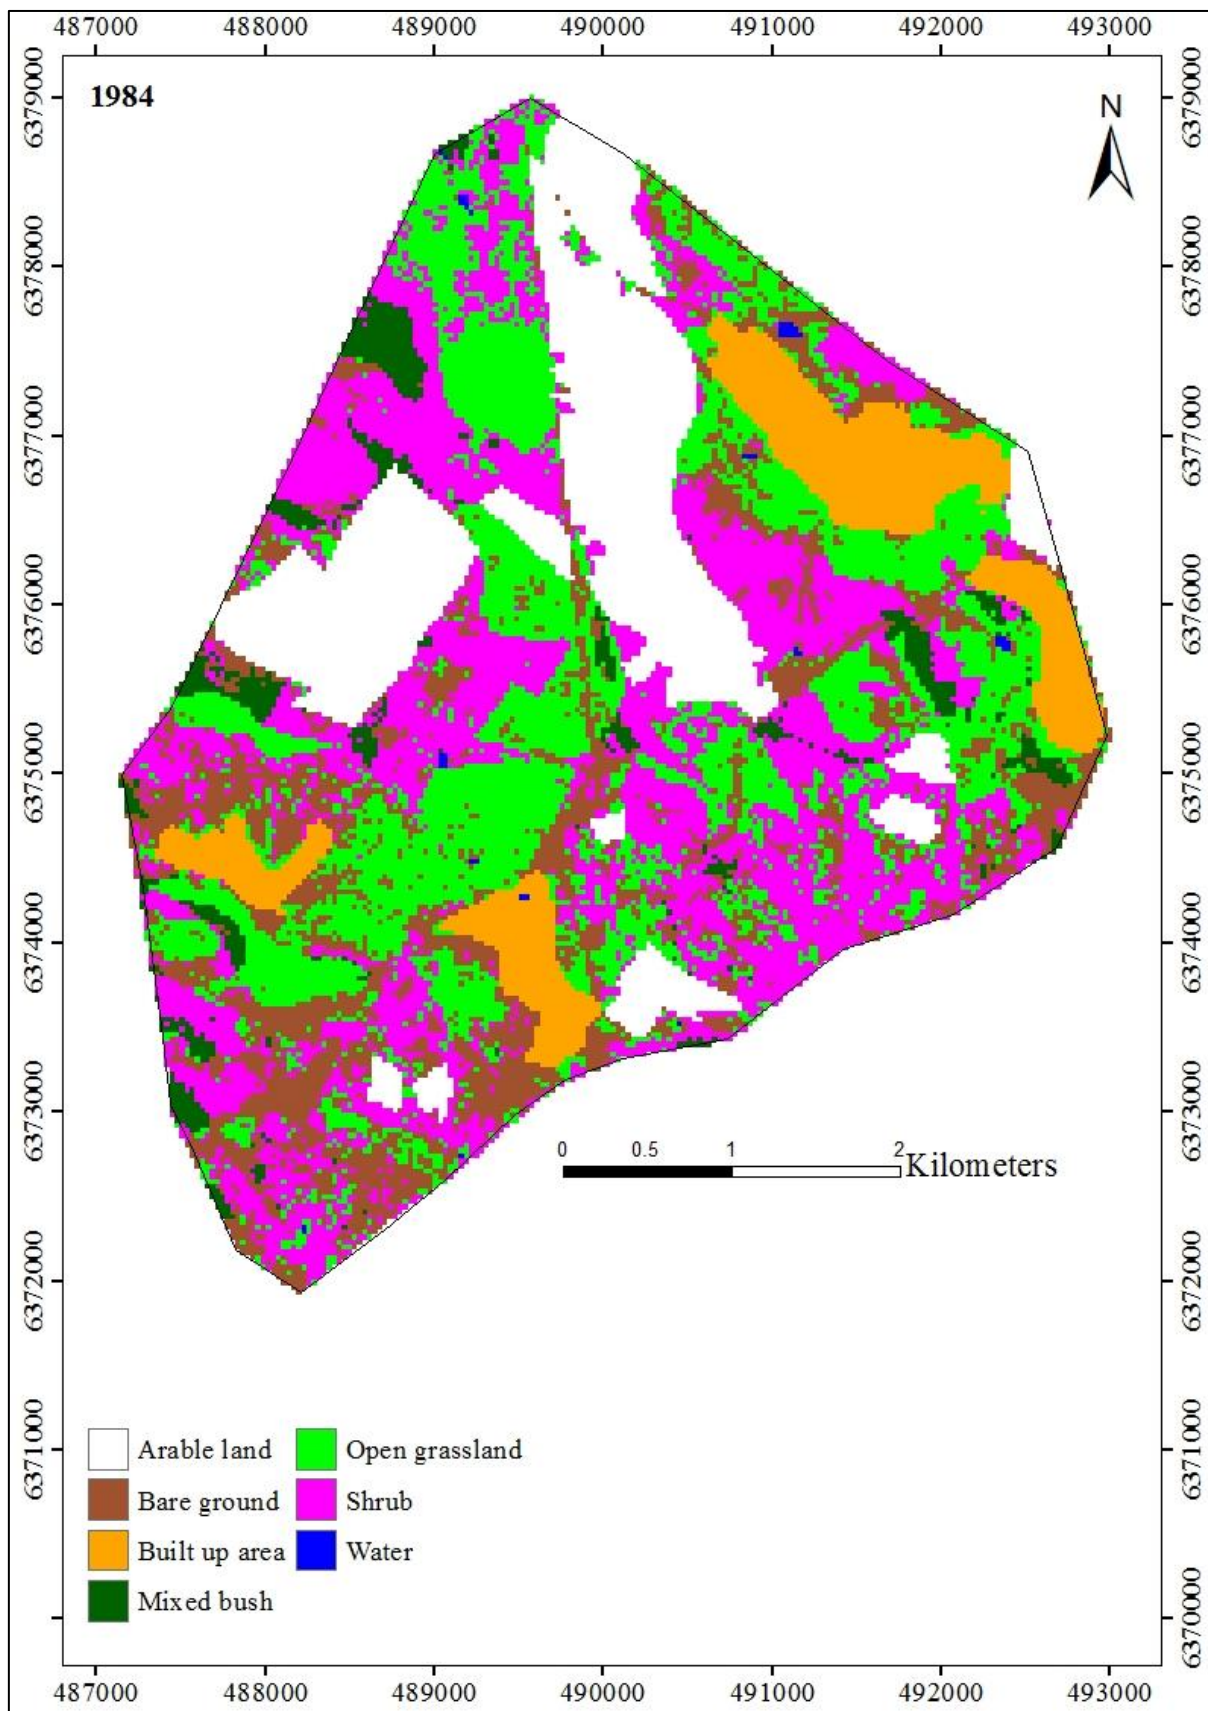 487000 488000 489000 490000 491000 492000 493000
1984
N
6379000 6379000
6378000 6378000
6377000 6377000
6376000 6376000
6375000 6375000
6374000 6374000
6373000 6373000
0 0.5 1 2
Kilometers
6372000 6372000
6371000 6371000
Arable land Open grassland
Bare ground Shrub
Built up area Water
Mixed bush
6370000
487000 488000 489000 490000 491000 492000 493000